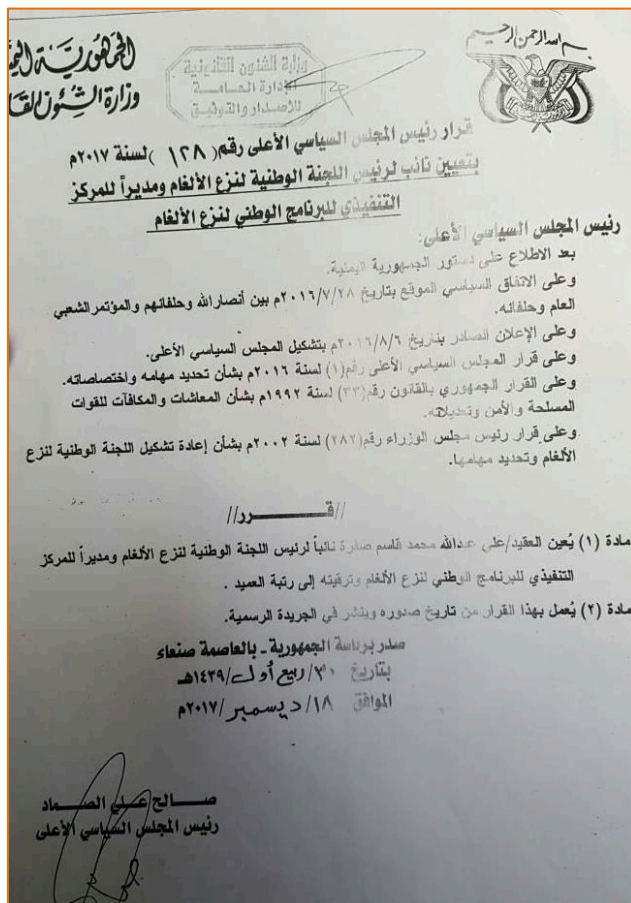 بسم الله الرحمن الرحيم
الجمهورية
وزارة الشئون
وزارة الشئون القانونية
الإدارة العامة
للإصدار والتوثيق
قرار رئيس المجلس السياسي الأعلى رقم( ١٢٨ )لسنة ٢٠١٧م
بتعيين نائب لرئيس اللجنة الوطنية لنزع الألغام ومديراً للمركز
التنفيذي للبرنامج الوطني لنزع الألغام
رئيس المجلس السياسي الأعلى:
بعد الاطلاع على دستور الجمهورية اليمنية.
وعلى الاتفاق السياسي الموقع بتاريخ ٢٠١٦/٧/٢٨م بين أنصارالله وحلفائهم والمؤتمر الشعبي
العام وحلفائه.
وعلى الإعلان الصادر بتاريخ ٢٠١٦/٨/٦م بتشكيل المجلس السياسي الأعلى.
وعلى قرار المجلس السياسي الأعلى رقم(١) لسنة ٢٠١٦م بشأن تحديد مهامه واختصاصاته.
وعلى القرار الجمهوري بالقانون رقم(٣٣) لسنة ١٩٩٢م بشأن المعاشات والمكافآت للقوات
المسلحة والأمن وتعديلاته.
وعلى قرار رئيس مجلس الوزراء رقم(٢٨٢) لسنة ٢٠٠٢م بشأن إعادة تشكيل اللجنة الوطنية لنزع
الألغام وتحديد مهامها.
//قــــــرر//
مادة (١) يُعين العقيد/علي عبدالله محمد قاسم صارة نائباً لرئيس اللجنة الوطنية لنزع الألغام ومديراً للمركز
التنفيذي للبرنامج الوطني لنزع الألغام وترقيته إلى رتبة العميد .
مادة (٢) يُعمل بهذا القرار من تاريخ صدوره وينشر في الجريدة الرسمية.
صدر برئاسة الجمهورية ـ بالعاصمة صنعاء
بتاريخ ٣٠/ربيع أول/١٤٣٩هـ
الموافق ١٨/ديسمبر/٢٠١٧م
صـــالح علي الصمـــاد
رئيس المجلس السياسي الأعلى